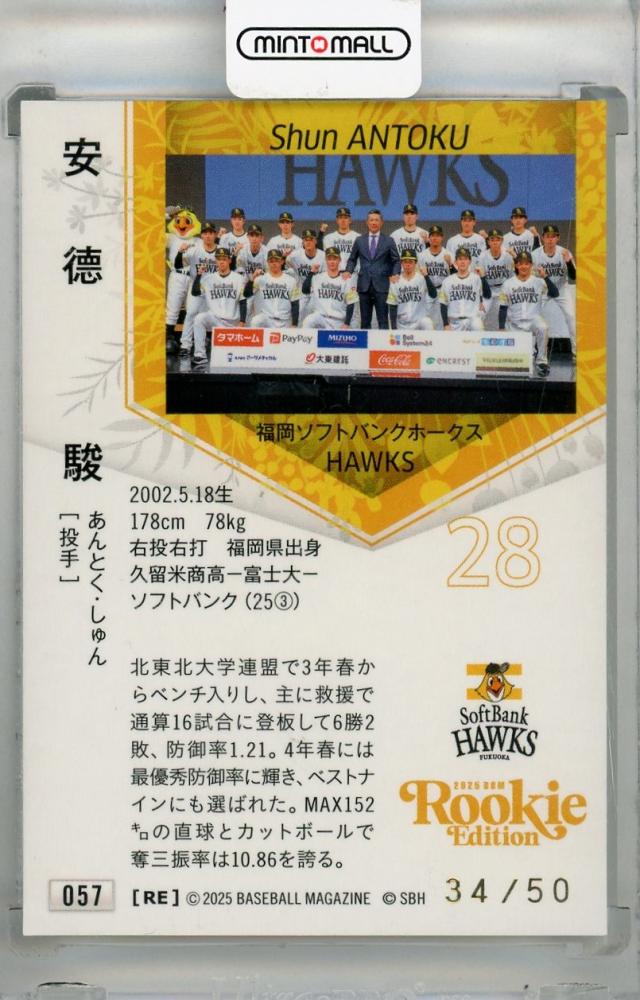 MINT MALL
Shun ANTOKU
HAWKS
タマホーム
PayPay
MIZUNO
大東建託
Coca-Cola
ENCREST
福岡ソフトバンクホークス
HAWKS
安德駿
あんとく・しゅん
[投手]
2002.5.18生
178cm 78kg
右投右打 福岡県出身
久留米商高ー富士大ー
ソフトバンク(25③)
28
北東北大学連盟で3年春か
らベンチ入りし、主に救援で
通算16試合に登板して6勝2
敗、防御率1.21。4年春には
最優秀防御率に輝き、ベストナ
インにも選ばれた。MAX152
㌔の直球とカットボールで
奪三振率は10.86を誇る。
SoftBank
HAWKS
FUKUOKA
2025 BBM
Rookie
Edition
057
[RE] © 2025 BASEBALL MAGAZINE © SBH
34/50